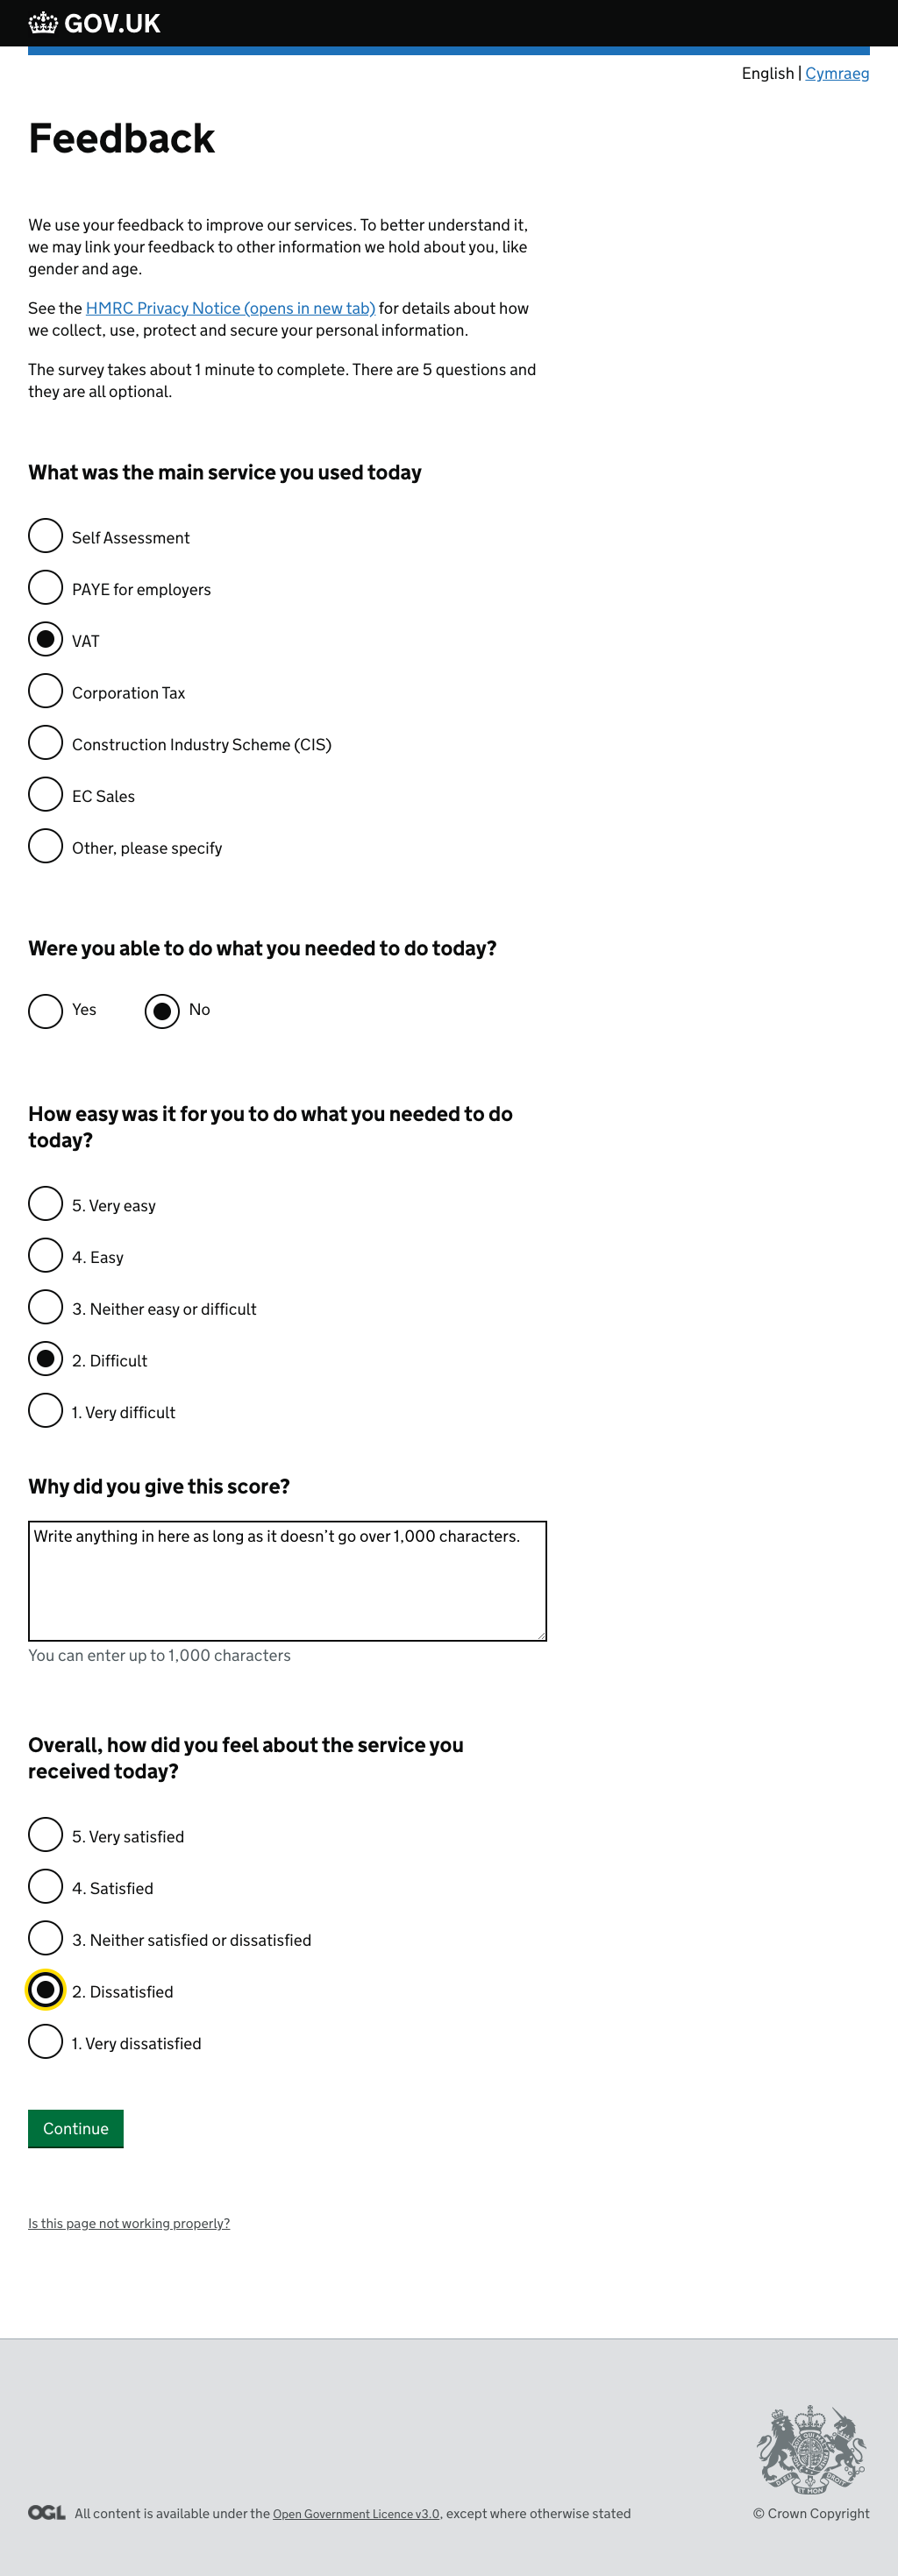 GOV.UK
English | Cymraeg
Feedback
We use your feedback to improve our services. To better understand it,
we may link your feedback to other information we hold about you, like
gender and age.
See the HMRC Privacy Notice (opens in new tab) for details about how
we collect, use, protect and secure your personal information.
The survey takes about 1 minute to complete. There are 5 questions and
they are all optional.
What was the main service you used today
Self Assessment
PAYE for employers
VAT
Corporation Tax
Construction Industry Scheme (CIS)
EC Sales
Other, please specify
Were you able to do what you needed to do today?
Yes No
How easy was it for you to do what you needed to do
today?
5. Very easy
4. Easy
3. Neither easy or difficult
2. Difficult
1. Very difficult
Why did you give this score?
Write anything in here as long as it doesn’t go over 1,000 characters.
You can enter up to 1,000 characters
Overall, how did you feel about the service you
received today?
5. Very satisfied
4. Satisfied
3. Neither satisfied or dissatisfied
2. Dissatisfied
1. Very dissatisfied
Continue
Is this page not working properly?
DIEU ET MON DROIT
OGL All content is available under the Open Government Licence v3.0, except where otherwise stated
© Crown Copyright